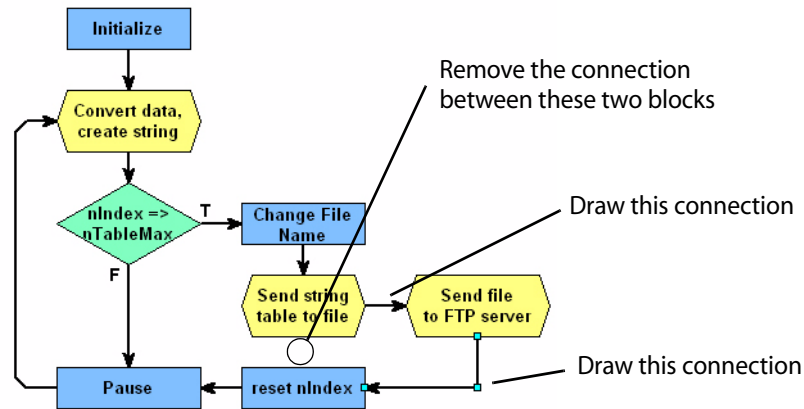 Initialize
Remove the connection
between these two blocks
Convert data,
create string
nIndex =>
nTableMax
T
Change File
Name
Draw this connection
F
Send string
table to file
Send file
to FTP server
Pause
reset nIndex
Draw this connection